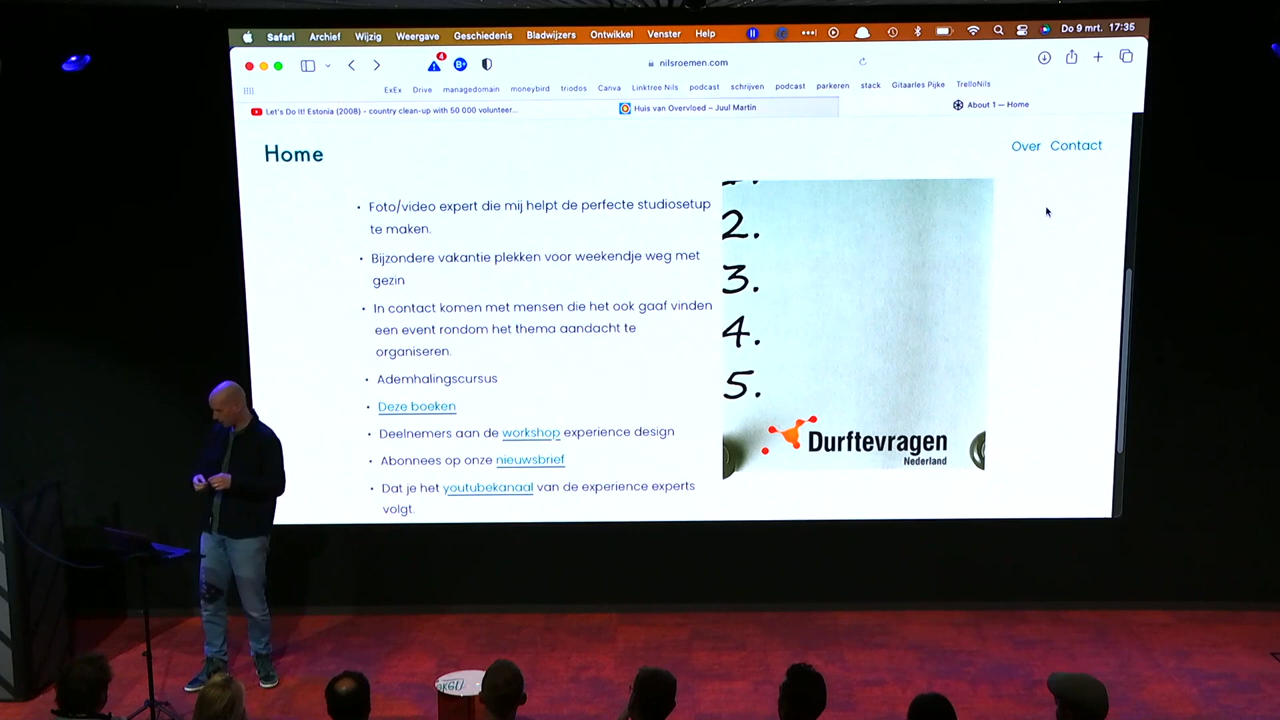 Safari Archief Wijzig Weergave Geschiedenis Bladwijzers Ontwikkel Venster Help
Do 9 mrt. 17:35
4
nilsroemen.com
ExEx Drive managedomain moneybird triodos Canva Linktree Nils podcast schrijven podcast parkeren stack Gitaarles Pijke TrelloNils
Let's Do It! Estonia (2008) - country clean-up with 50 000 volunteer...
Huis van Overvloed – Juul Martin
About 1 — Home
Home
Over Contact
• Foto/video expert die mij helpt de perfecte studiosetup
te maken.
• Bijzondere vakantie plekken voor weekendje weg met
gezin
• In contact komen met mensen die het ook gaaf vinden
een event rondom het thema aandacht te
organiseren.
• Ademhalingscursus
• Deze boeken
• Deelnemers aan de workshop experience design
• Abonnees op onze nieuwsbrief
• Dat je het youtubekanaal van de experience experts
volgt.
2.
3.
4.
5.
Durftevragen
Nederland